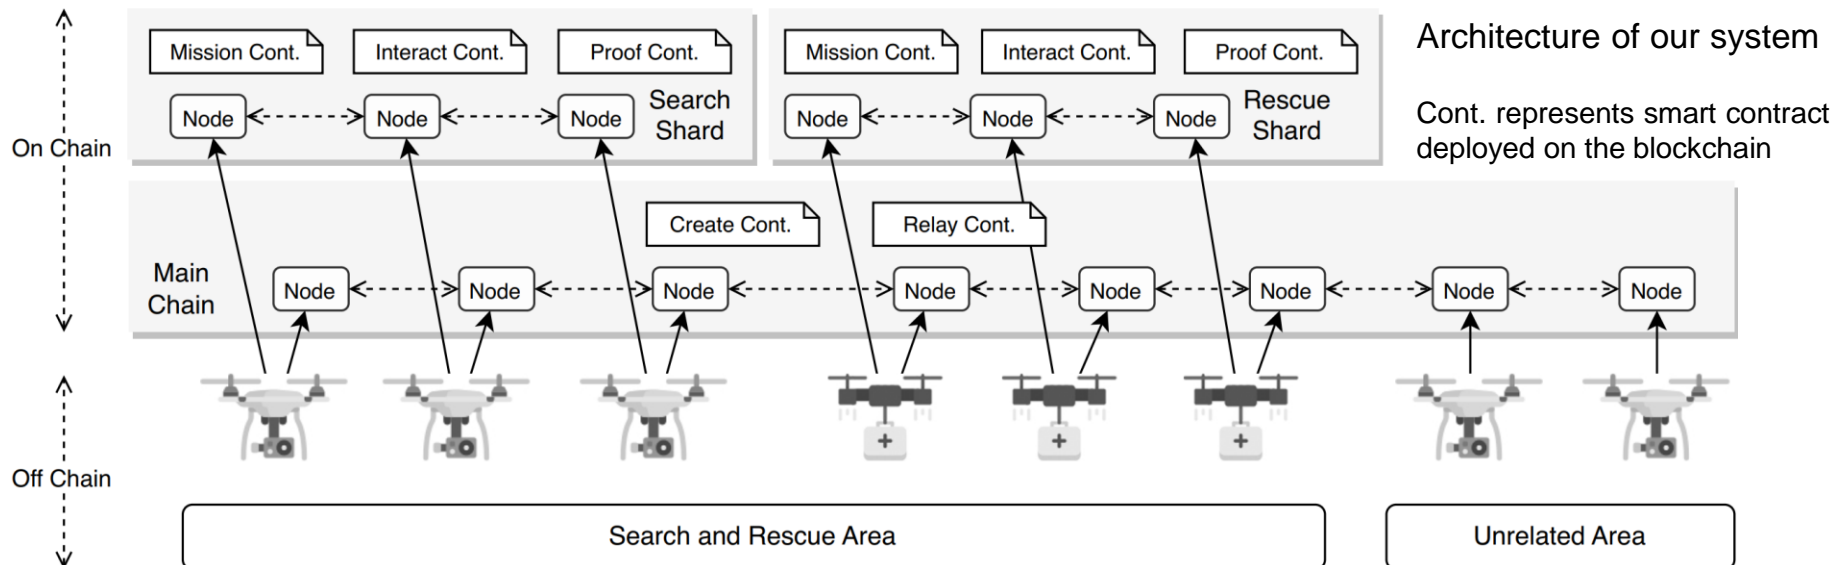 Mission Cont.
Interact Cont.
Proof Cont.
Node
Node
Node
Search
Shard
Mission Cont.
Interact Cont.
Proof Cont.
Node
Node
Node
Rescue
Shard
Architecture of our system
Cont. represents smart contract
deployed on the blockchain
On Chain
Create Cont.
Relay Cont.
Main
Chain
Node
Node
Node
Node
Node
Node
Node
Node
Off Chain
Search and Rescue Area
Unrelated Area